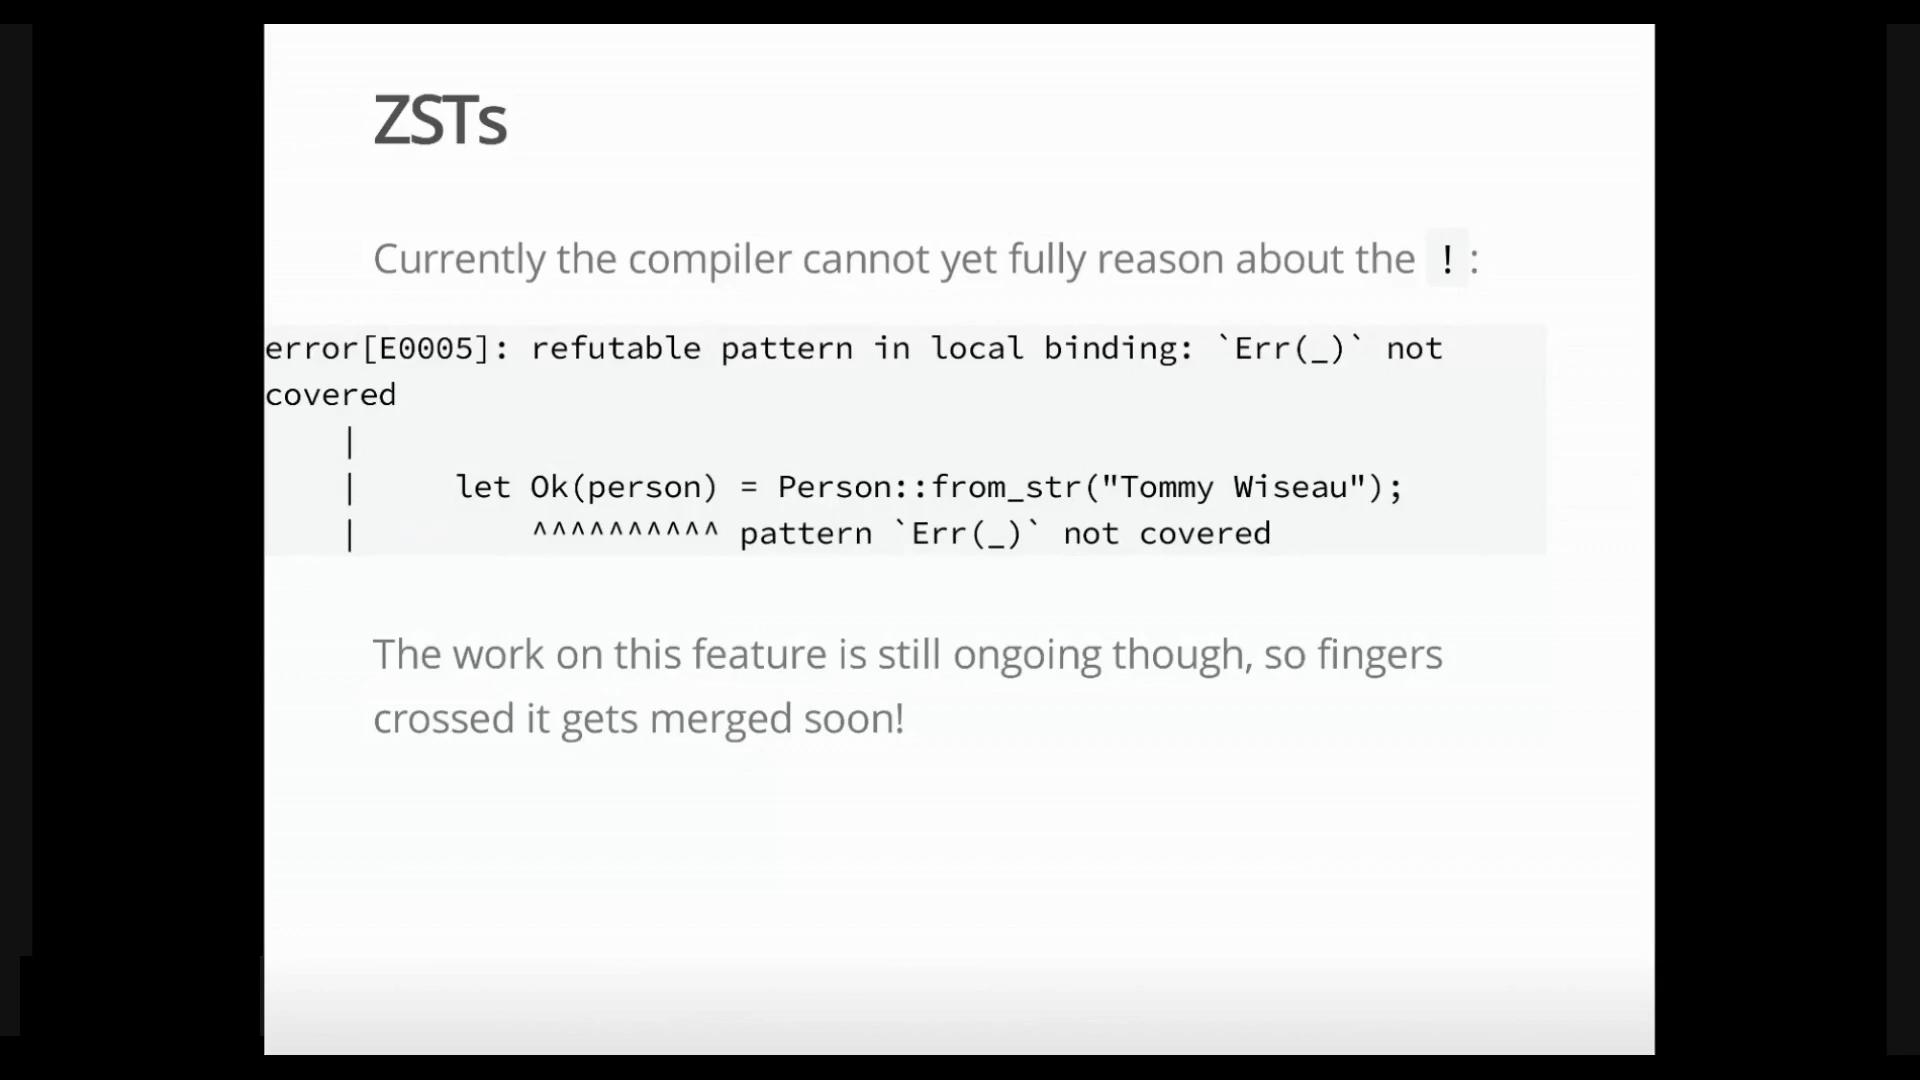 ZSTs
Currently the compiler cannot yet fully reason about the ! :
error[E0005]: refutable pattern in local binding: `Err(_)` not
covered
|
|     let Ok(person) = Person::from_str("Tommy Wiseau");
|         ^^^^^^^^^^ pattern `Err(_)` not covered
The work on this feature is still ongoing though, so fingers
crossed it gets merged soon!